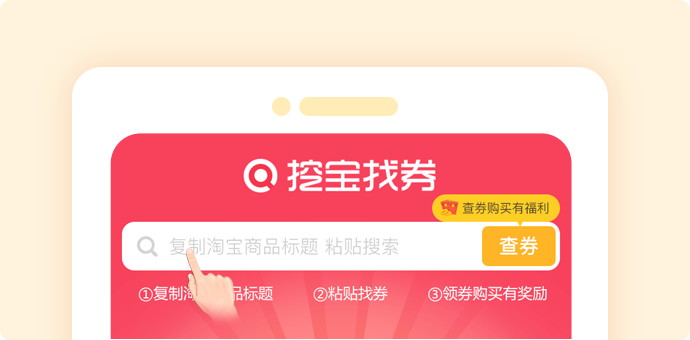 挖宝找券
查券购买有福利
复制淘宝商品标题 粘贴搜索
查券
①复制淘 品标题
②粘贴找券
③领券购买有奖励